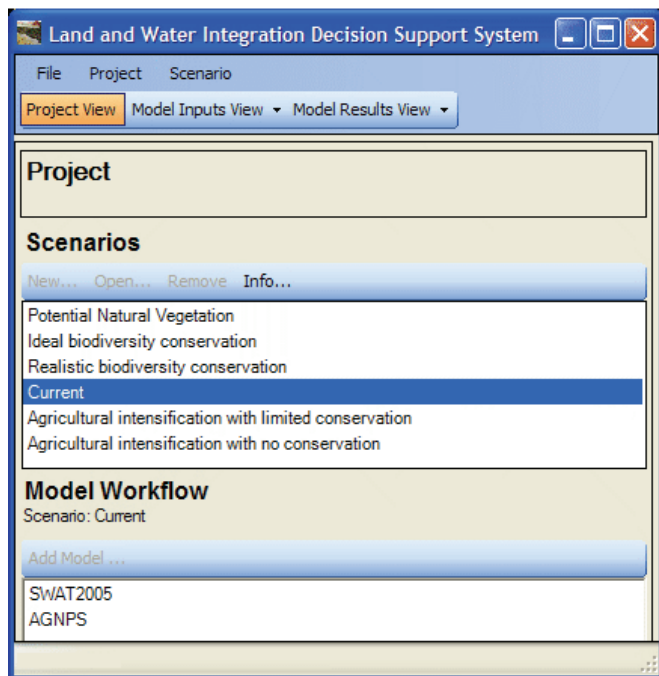 Land and Water Integration Decision Support System
File Project Scenario
Project View Model Inputs View Model Results View
Project
Scenarios
New... Open... Remove Info...
Potential Natural Vegetation
Ideal biodiversity conservation
Realistic biodiversity conservation
Current
Agricultural intensification with limited conservation
Agricultural intensification with no conservation
Model Workflow
Scenario: Current
Add Model ...
SWAT2005
AGNPS